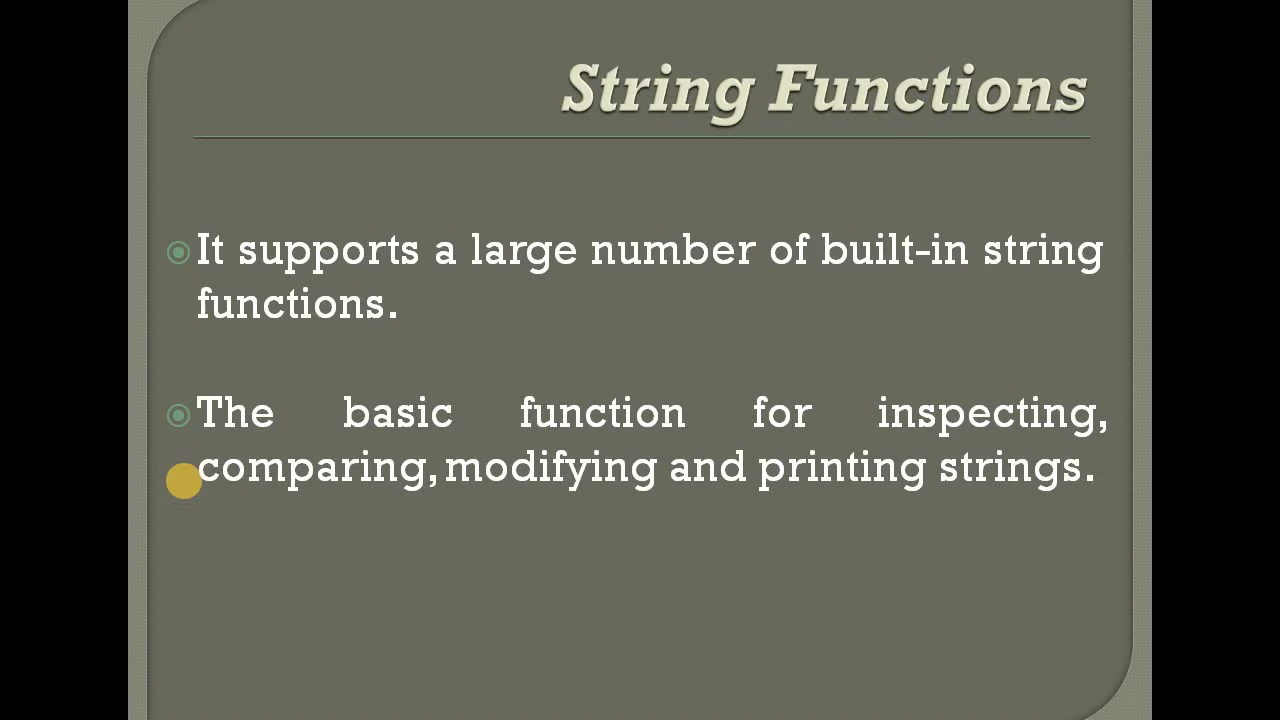 String Functions
It supports a large number of built-in string
functions.
The basic function for inspecting,
comparing, modifying and printing strings.